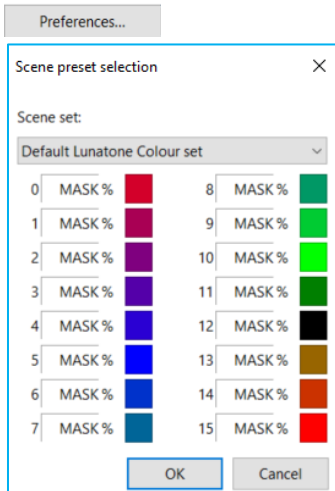 Preferences...
Scene preset selection
Scene set:
Default Lunatone Colour set
0 MASK % 8 MASK %
1 MASK % 9 MASK %
2 MASK % 10 MASK %
3 MASK % 11 MASK %
4 MASK % 12 MASK %
5 MASK % 13 MASK %
6 MASK % 14 MASK %
7 MASK % 15 MASK %
OK Cancel